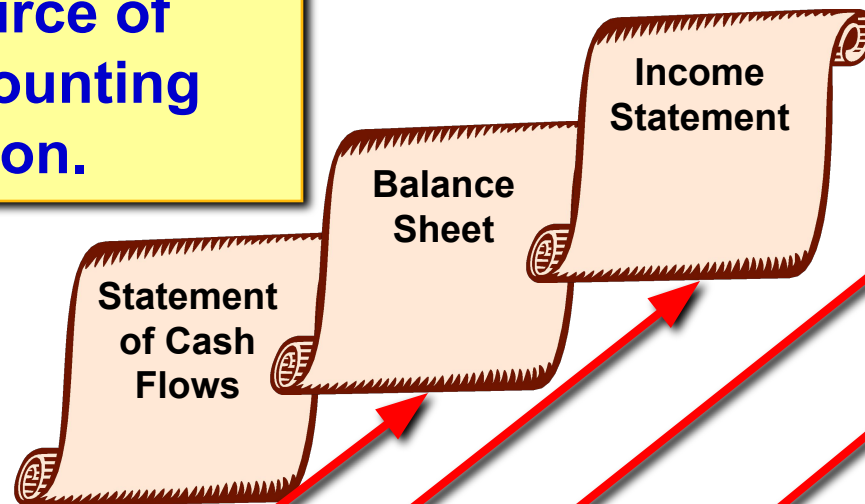 urce of
ounting
on.
Income
Statement
Balance
Sheet
Statement
of Cash
Flows